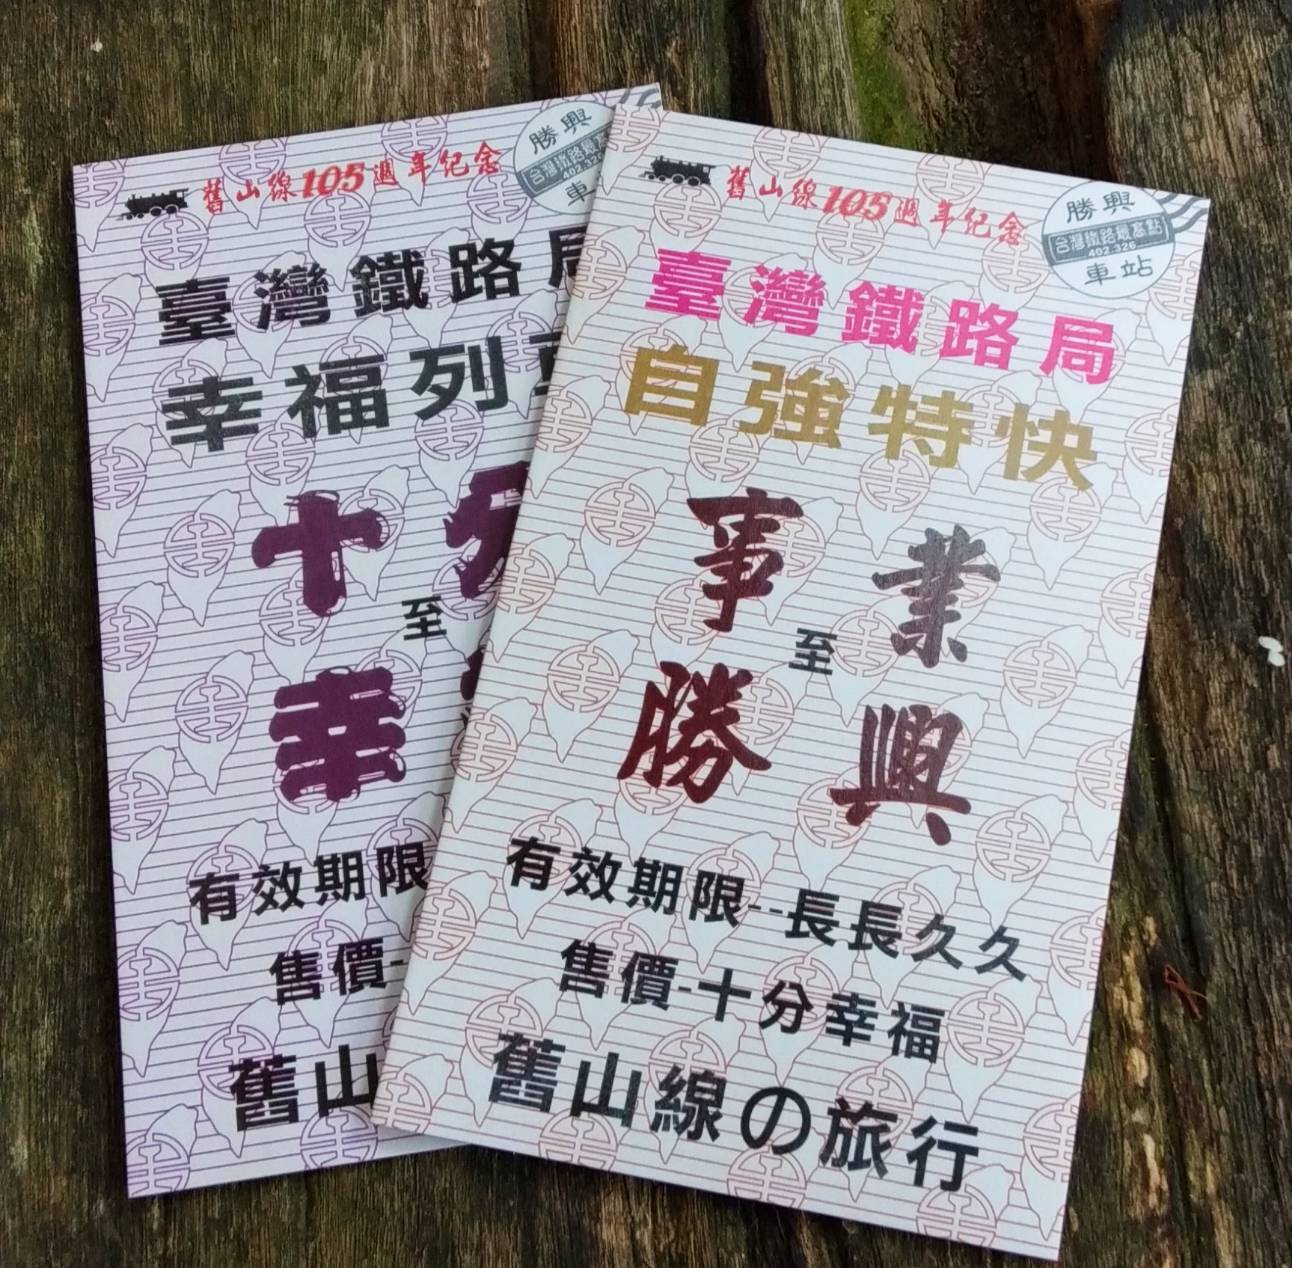 舊山線105週年紀念
勝興
台灣鐵路最高
402.326
車
臺灣鐵路局
幸福列車
十分
至
幸
有效期限
售價-
舊山
舊山線105週年紀念
勝興
台灣鐵路最高點
402.326
車站
臺灣鐵路局
自強特快
事業
至
勝興
有效期限--長長久久
售價-十分幸福
舊山線の旅行